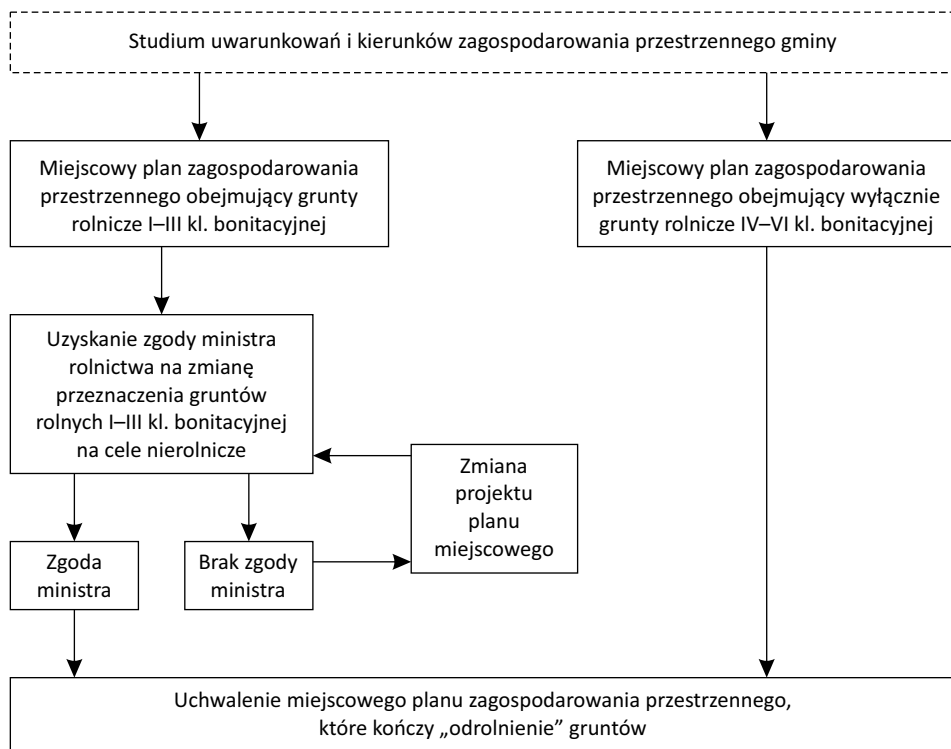 Studium uwarunkowań i kierunków zagospodarowania przestrzennego gminy
Miejscowy plan zagospodarowania
przestrzennego obejmujący grunty
rolnicze I–III kl. bonitacyjnej
Miejscowy plan zagospodarowania
przestrzennego obejmujący wyłącznie
grunty rolnicze IV–VI kl. bonitacyjnej
Uzyskanie zgody ministra
rolnictwa na zmianę
przeznaczenia gruntów
rolnych I–III kl. bonitacyjnej
na cele nierolnicze
Zmiana
projektu
planu
miejscowego
Zgoda
ministra
Brak zgody
ministra
Uchwalenie miejscowego planu zagospodarowania przestrzennego,
które kończy „odrolnienie” gruntów